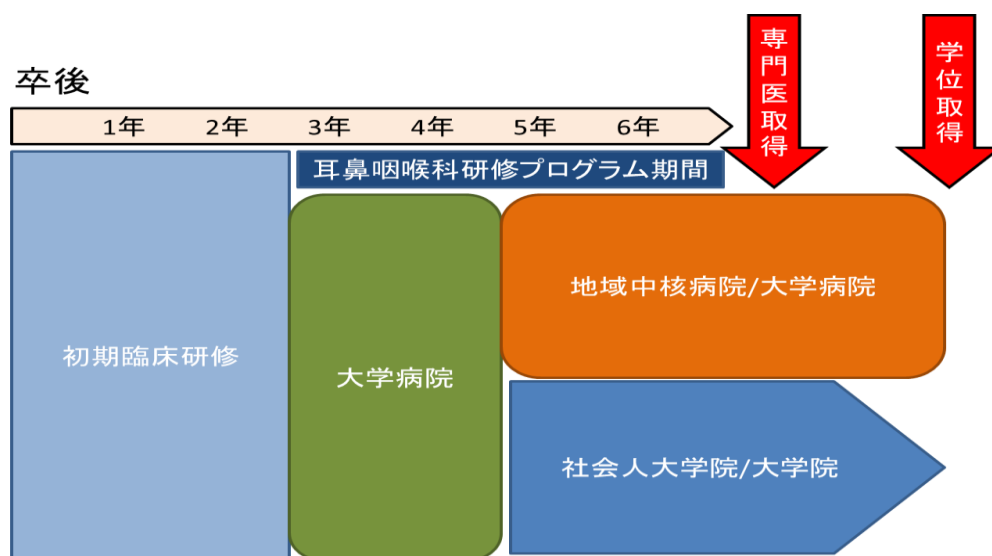 卒後
1年 2年 3年 4年 5年 6年
専門医取得
学位取得
耳鼻咽喉科研修プログラム期間
初期臨床研修
大学病院
地域中核病院/大学病院
社会人大学院/大学院